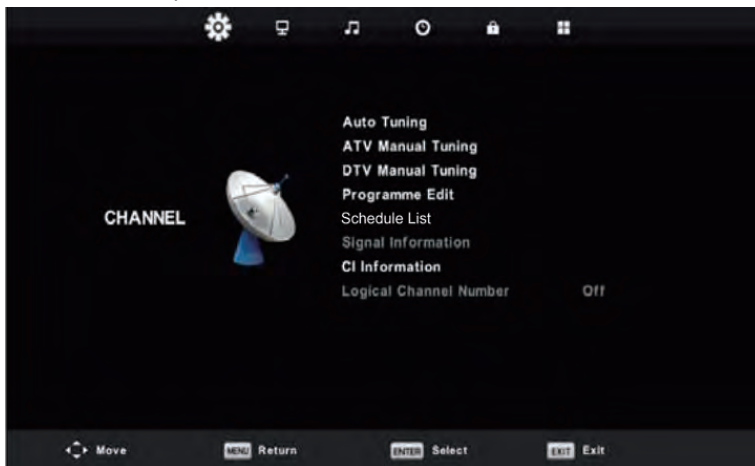 Auto Tuning
ATV Manual Tuning
DTV Manual Tuning
Programme Edit
CHANNEL
Schedule List
Signal Information
CI Information
Logical Channel Number Off
Move MENU Return ENTER Select EXIT Exit